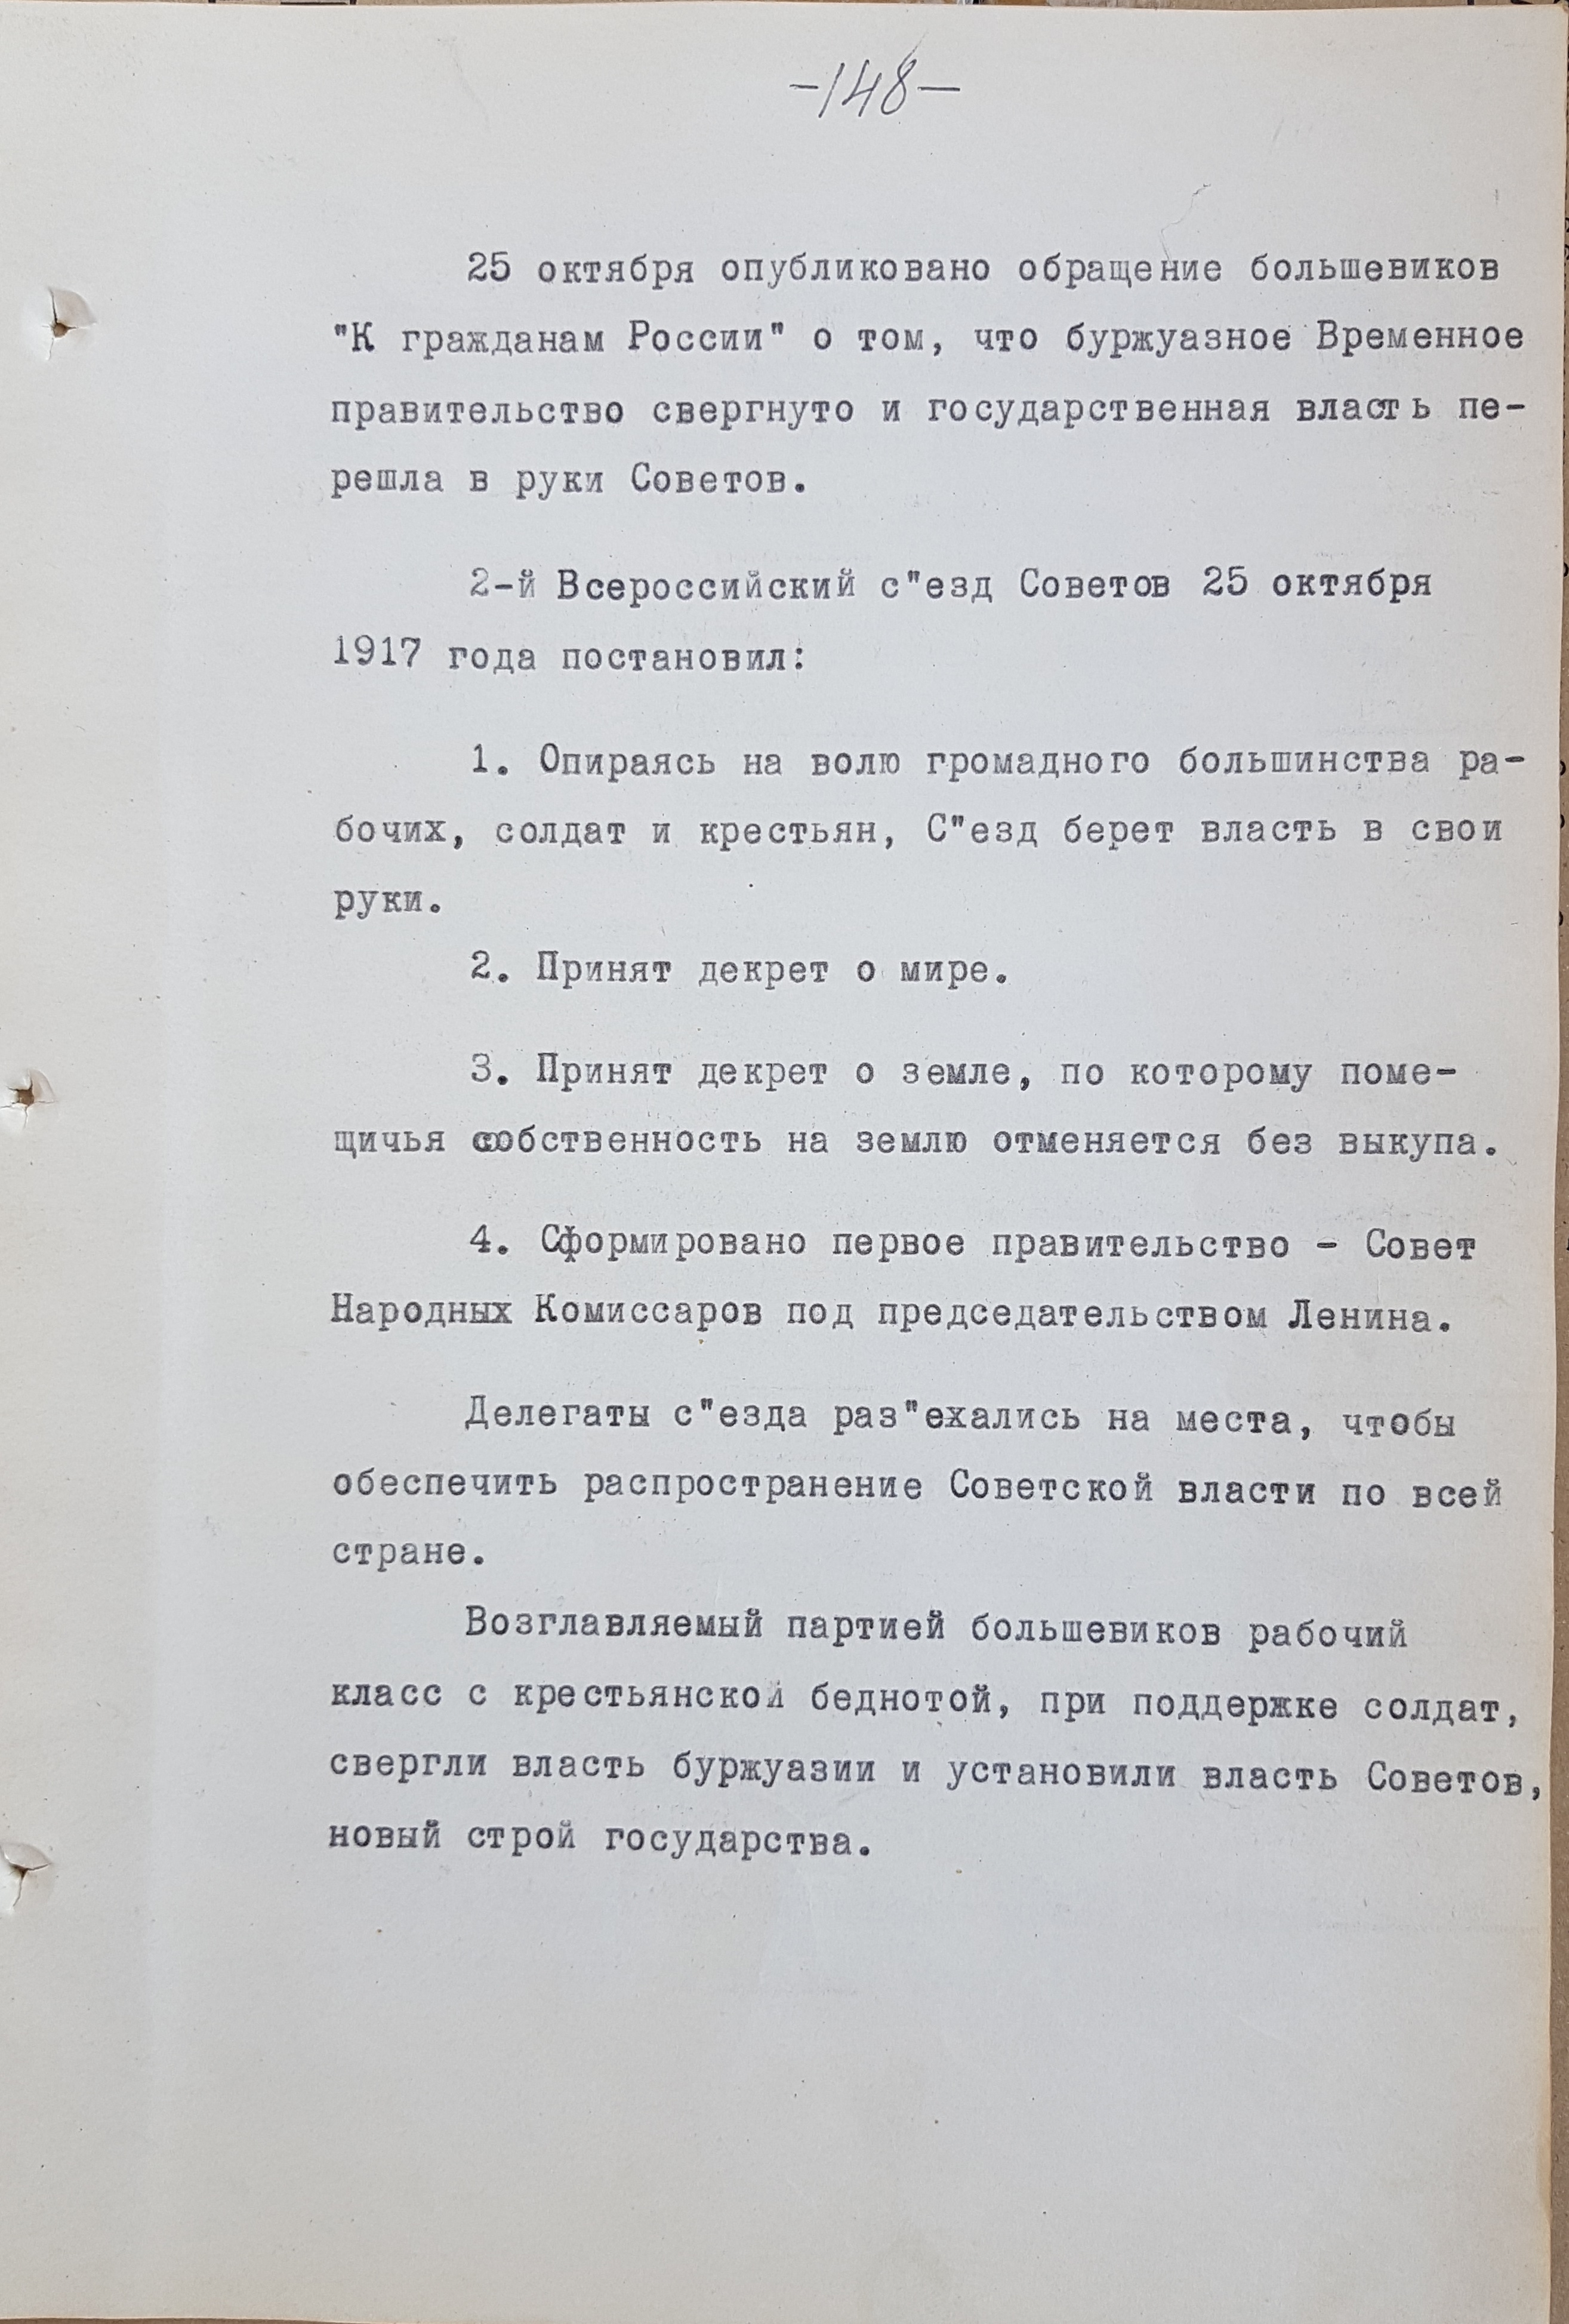 -148-
25 октября опубликовано обращение большевиков
"К гражданам России" о том, что буржуазное Временное
правительство свергнуто и государственная власть пе-
решла в руки Советов.
2-й Всероссийский с"езд Советов 25 октября
1917 года постановил:
1. Опираясь на волю громадного большинства ра-
бочих, солдат и крестьян, С"езд берет власть в свои
руки.
2. Принят декрет о мире.
3. Принят декрет о земле, по которому поме-
щичья собственность на землю отменяется без выкупа.
4. Сформировано первое правительство - Совет
Народных Комиссаров под председательством Ленина.
Делегаты с"езда раз"ехались на места, чтобы
обеспечить распространение Советской власти по всей
стране.
Возглавляемый партией большевиков рабочий
класс с крестьянской беднотой, при поддержке солдат,
свергли власть буржуазии и установили власть Советов,
новый строй государства.